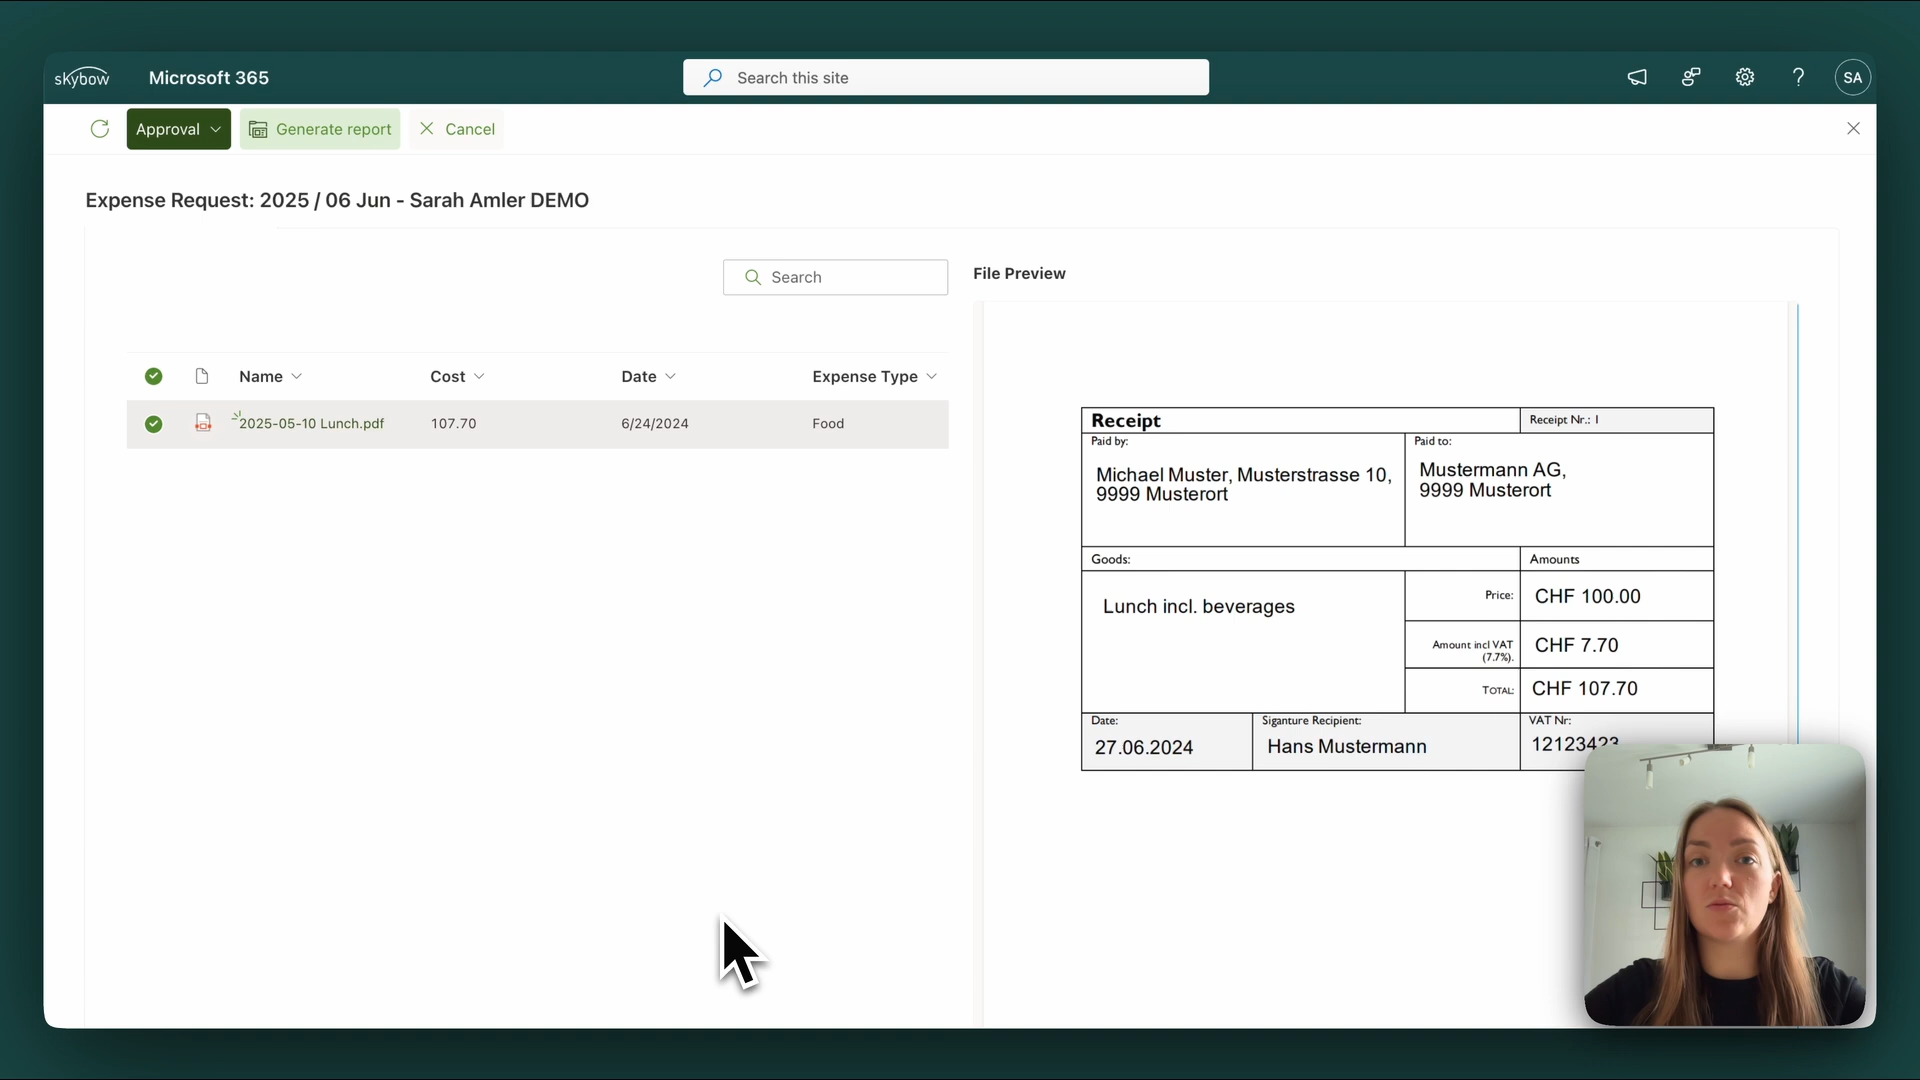 skybow
Microsoft 365
Search this site
SA
Approval
Generate report
Cancel
Expense Request: 2025 / 06 Jun - Sarah Amler DEMO
Search
File Preview
Name
Cost
Date
Expense Type
2025-05-10 Lunch.pdf
107.70
6/24/2024
Food
Receipt
Receipt Nr.: 1
Paid by:
Paid to:
Michael Muster, Musterstrasse 10,
9999 Musterort
Mustermann AG,
9999 Musterort
Goods:
Amounts
Lunch incl. beverages
Price:
CHF 100.00
Amount incl VAT
(7.7%).
CHF 7.70
TOTAL:
CHF 107.70
Date:
Siganture Recipient:
VAT Nr:
27.06.2024
Hans Mustermann
12123423